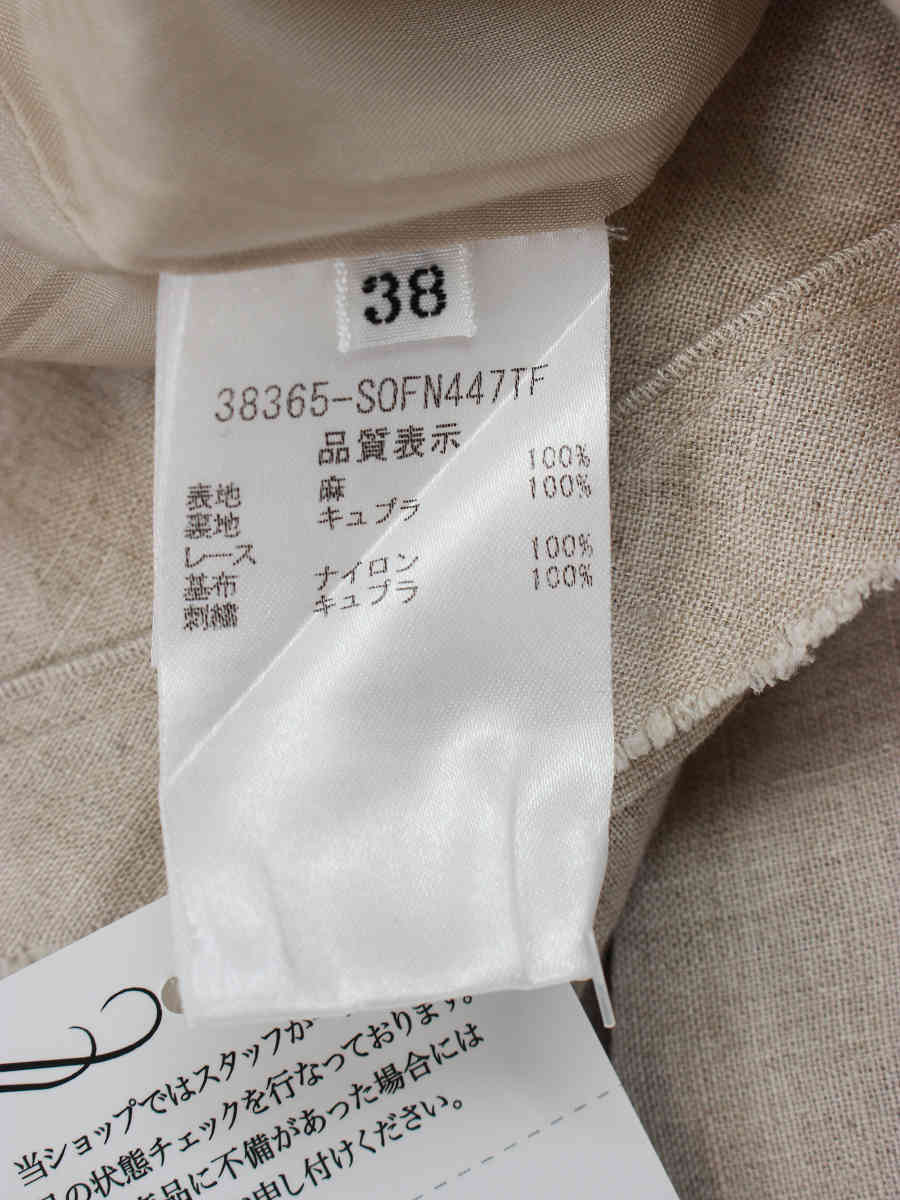 38
38365-SOFN447TF
品質表示
表地 麻 100%
裏地 キュプラ 100%
レース
基布 ナイロン 100%
刺繍 キュプラ 100%
当ショップではスタッフが
の状態チェックを行なっております。
品に不備があった場合には
申し付けください。